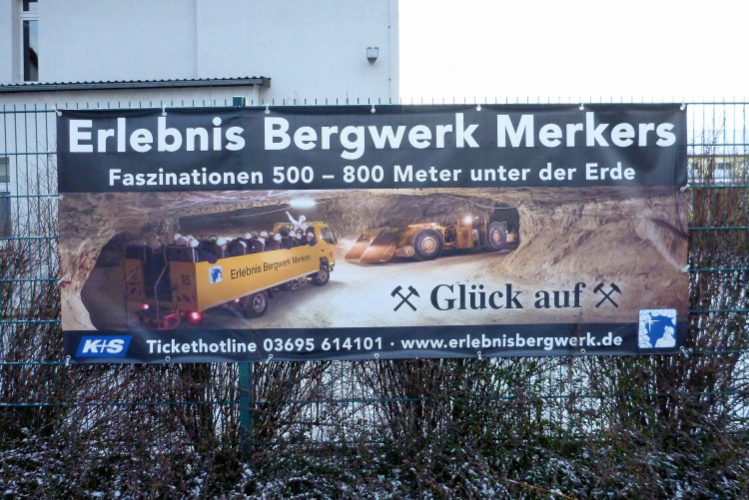 Erlebnis Bergwerk Merkers
Faszinationen 500 – 800 Meter unter der Erde
18
Erlebnis Bergwerk Merkers
Glück auf
K+S
Tickethotline 03695 614101 · www.erlebnisbergwerk.de